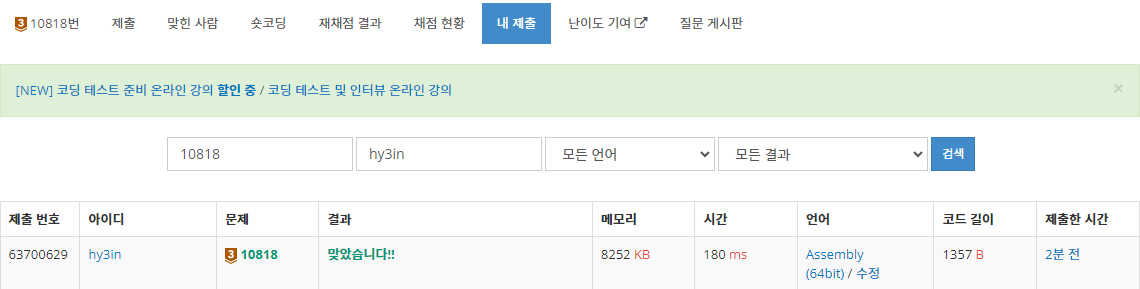 3 10818번 제출 맞힌 사람 숏코딩 재채점 결과 채점 현황 내 제출 난이도 기여 질문 게시판
[NEW] 코딩 테스트 준비 온라인 강의 할인 중 / 코딩 테스트 및 인터뷰 온라인 강의 ×
10818 hy3in 모든 언어 모든 결과 검색
제출 번호 아이디 문제 결과 메모리 시간 언어 코드 길이 제출한 시간
63700629 hy3in 3 10818 맞았습니다!! 8252 KB 180 ms Assembly 1357 B 2분 전
(64bit) / 수정